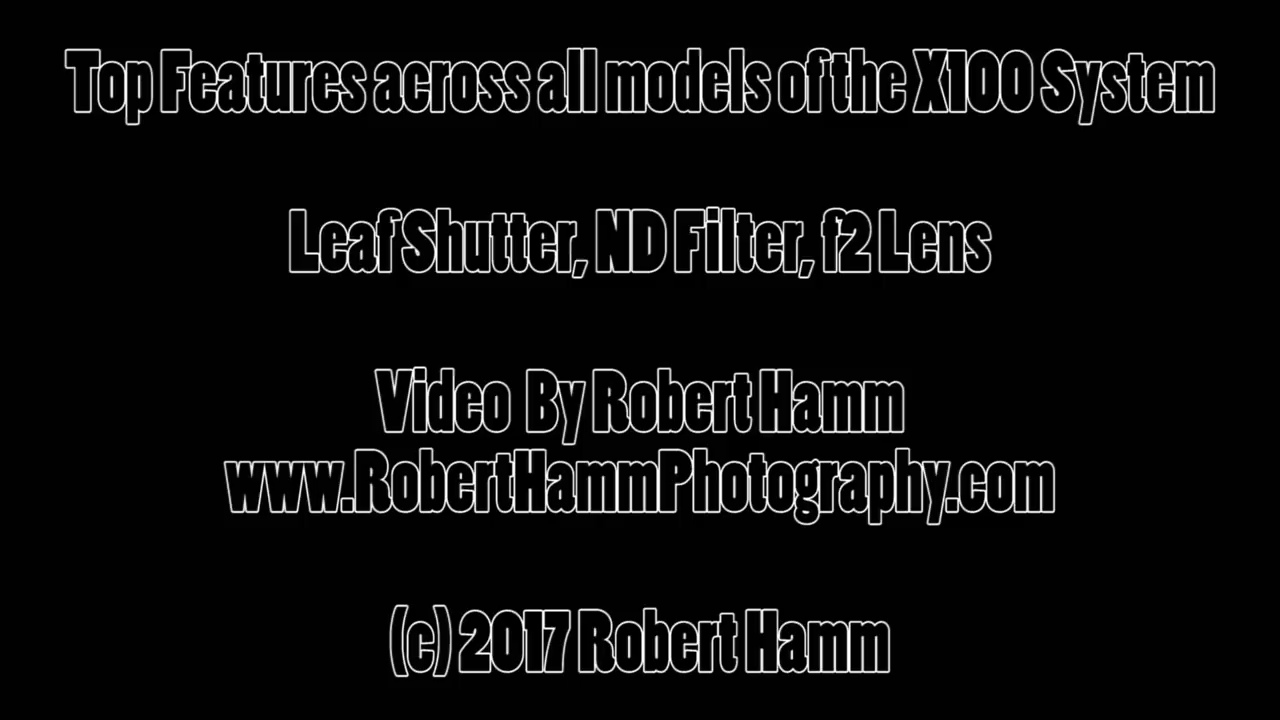 Top Features across all models of the X100 System
Leaf Shutter, ND Filter, f2 Lens
Video By Robert Hamm
www.RobertHammPhotography.com
(c) 2017 Robert Hamm